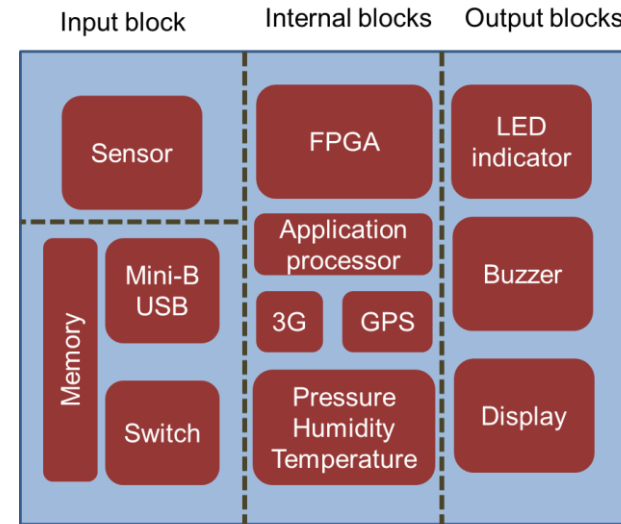 Input block
Internal blocks
Output blocks
Sensor
Memory
Mini-B
USB
Switch
FPGA
Application
processor
3G
GPS
Pressure
Humidity
Temperature
LED
indicator
Buzzer
Display